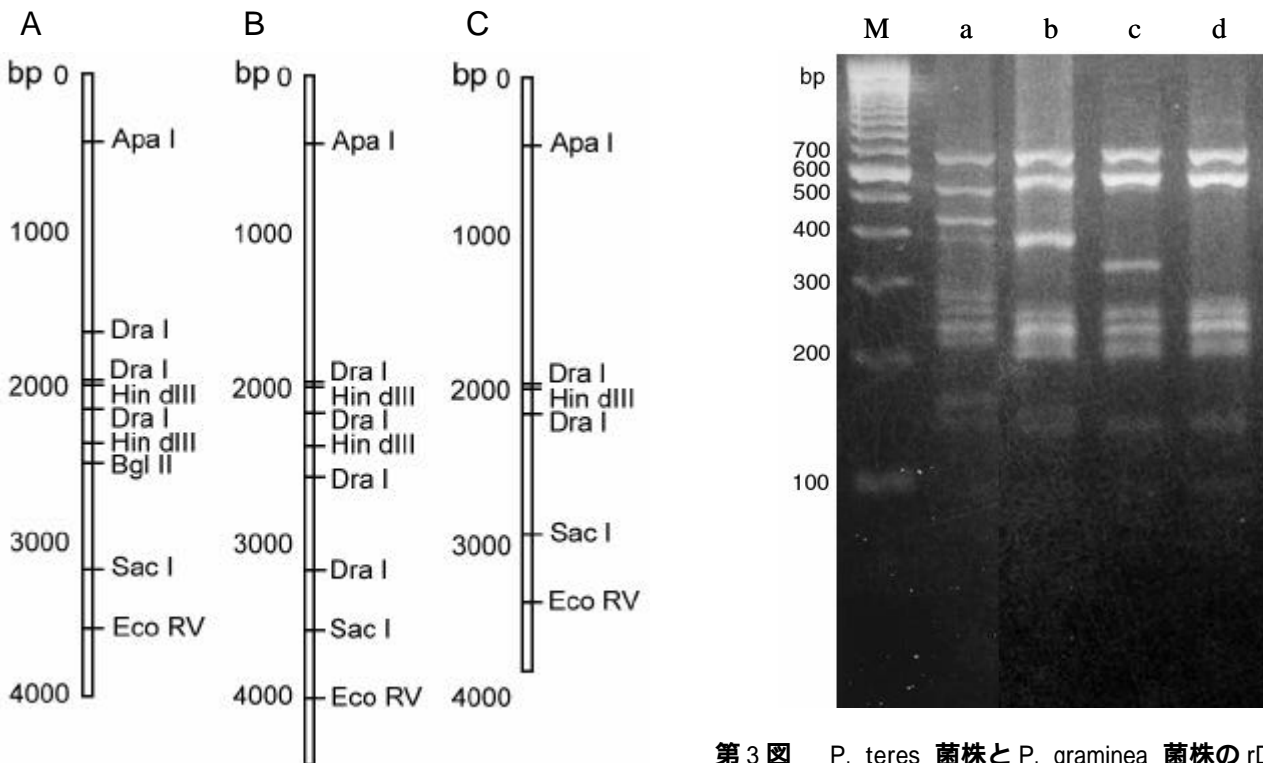 A
bp 0
Apa I
1000
Dra I
Dra I
2000
Hin dIII
Dra I
Hin dIII
Bgl II
3000
Sac I
Eco RV
4000
B
bp 0
Apa I
1000
Dra I
2000
Hin dIII
Dra I
Hin dIII
Dra I
3000
Dra I
Sac I
4000
Eco RV
C
bp 0
Apa I
1000
Dra I
2000
Hin dIII
Dra I
Sac I
3000
Eco RV
4000
M a b c d
bp
700
600
500
400
300
200
100
第3図 P. teres 菌株と P. graminea 菌株の rD